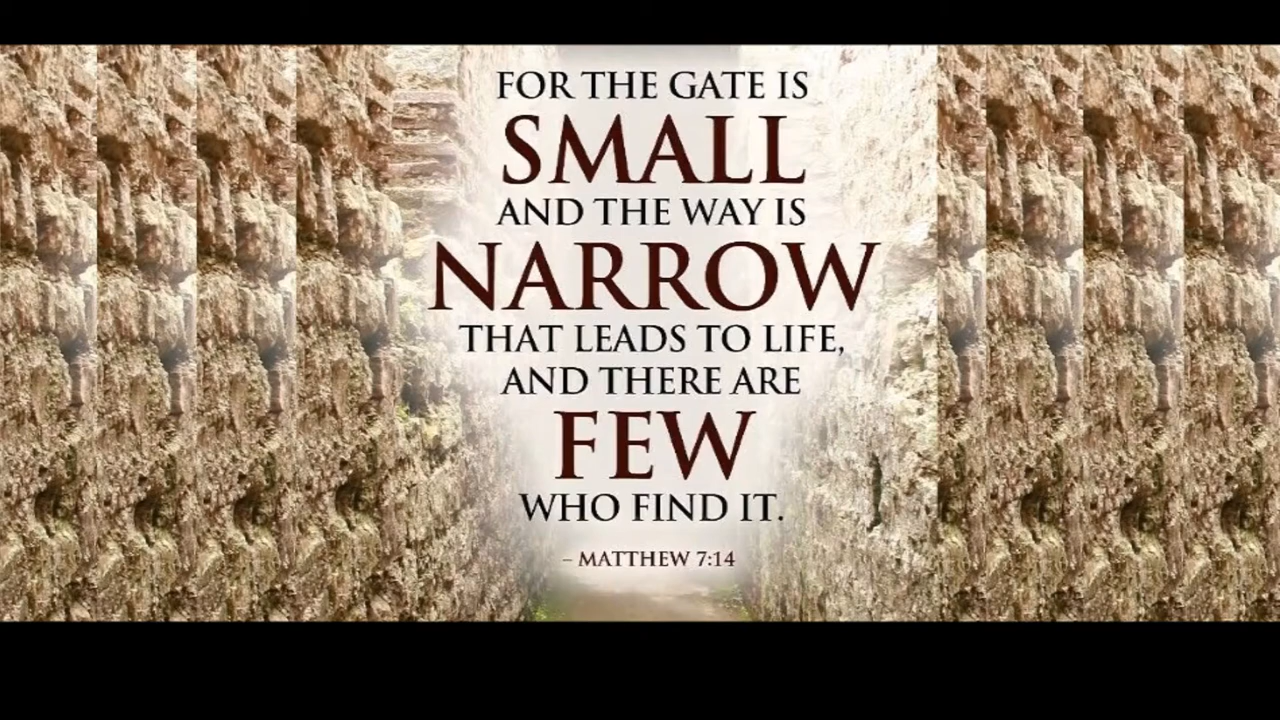 FOR THE GATE IS
SMALL
AND THE WAY IS
NARROW
THAT LEADS TO LIFE,
AND THERE ARE
FEW
WHO FIND IT.
– MATTHEW 7:14